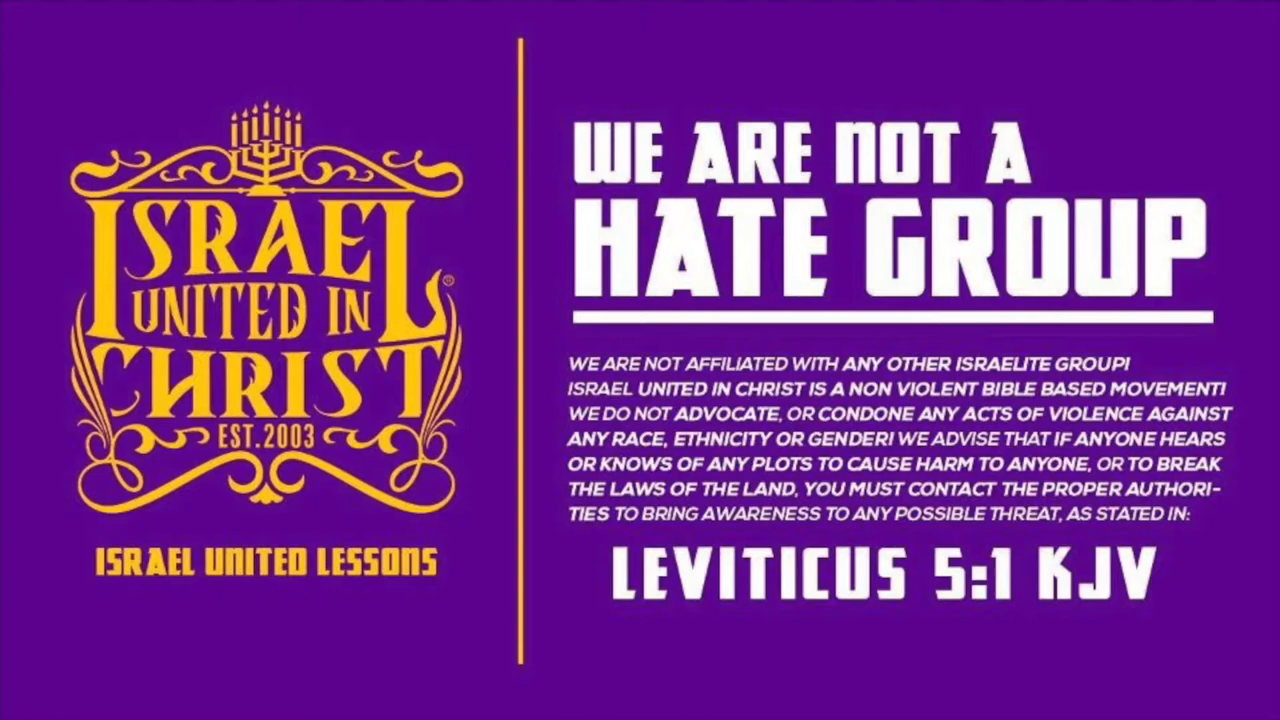 ISRAEL
UNITED IN
CHRIST
EST. 2003
®
ISRAEL UNITED LESSONS
WE ARE NOT A
HATE GROUP
WE ARE NOT AFFILIATED WITH ANY OTHER ISRAELITE GROUP!
ISRAEL UNITED IN CHRIST IS A NON VIOLENT BIBLE BASED MOVEMENT!
WE DO NOT ADVOCATE, OR CONDONE ANY ACTS OF VIOLENCE AGAINST
ANY RACE, ETHNICITY OR GENDER! WE ADVISE THAT IF ANYONE HEARS
OR KNOWS OF ANY PLOTS TO CAUSE HARM TO ANYONE, OR TO BREAK
THE LAWS OF THE LAND, YOU MUST CONTACT THE PROPER AUTHORI-
TIES TO BRING AWARENESS TO ANY POSSIBLE THREAT, AS STATED IN:
LEVITICUS 5:1 KJV